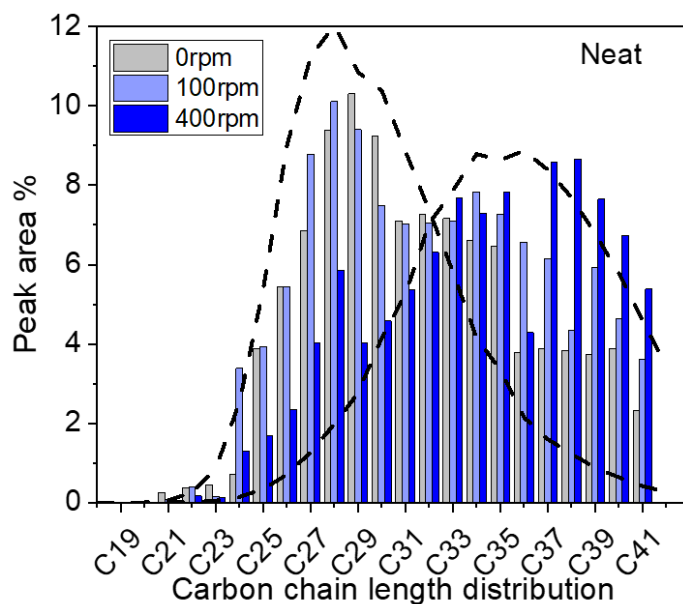 12
10
8
6
4
2
0
Peak area %
0rpm
100rpm
400rpm
Neat
C19
C21
C23
C25
C27
C29
C31
C33
C35
C37
C39
C41
Carbon chain length distribution